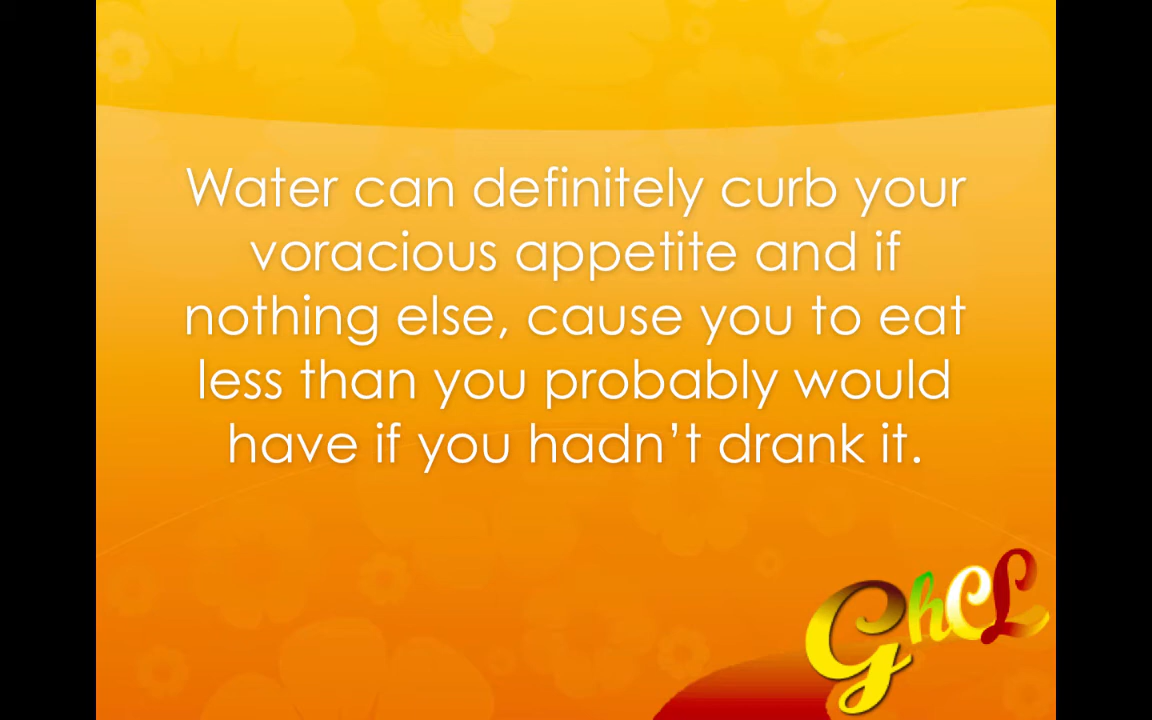 Water can definitely curb your
voracious appetite and if
nothing else, cause you to eat
less than you probably would
have if you hadn’t drank it.
GhCL